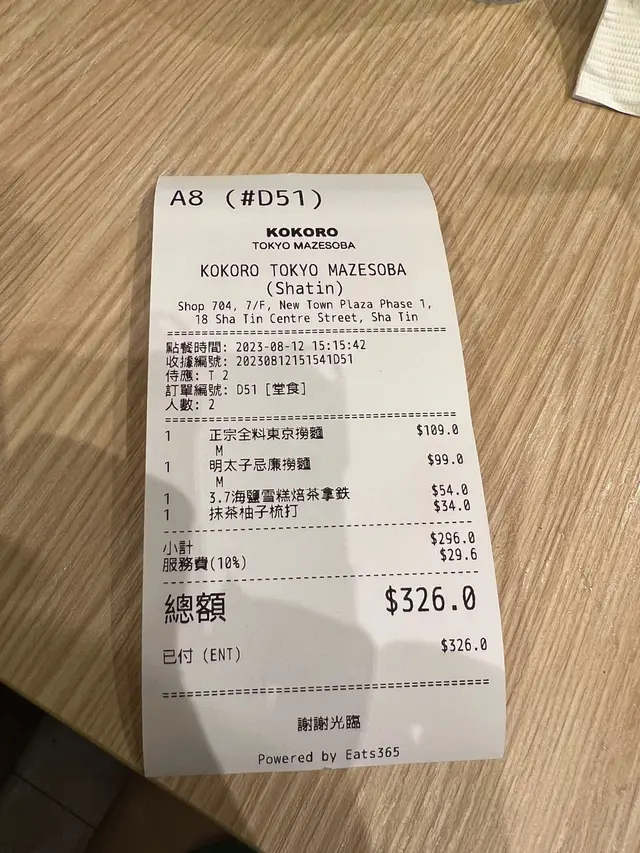 A8 (#D51)
KOKORO
TOKYO MAZESOBA
KOKORO TOKYO MAZESOBA
(Shatin)
Shop 704, 7/F, New Town Plaza Phase 1,
18 Sha Tin Centre Street, Sha Tin
點餐時間: 2023-08-12 15:15:42
收據編號: 20230812151541D51
侍應: T 2
訂單編號: D51 [堂食]
人數: 2
1 正宗全料東京撈麵 $109.0
M
1 明太子忌廉撈麵 $99.0
M
1 3.7海鹽雪糕焙茶拿鉄 $54.0
1 抹茶柚子梳打 $34.0
小計 $296.0
服務費(10%) $29.6
總額 $326.0
已付 (ENT) $326.0
謝謝光臨
Powered by Eats365